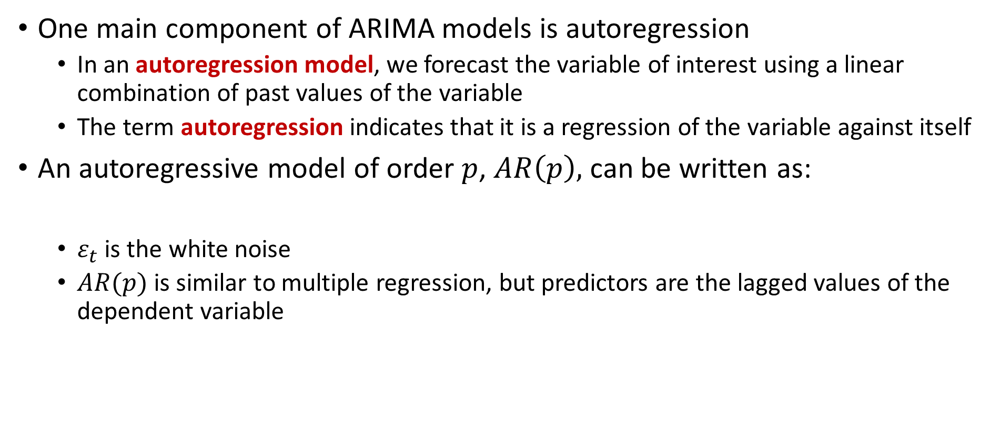 • One main component of ARIMA models is autoregression
• In an autoregression model, we forecast the variable of interest using a linear
combination of past values of the variable
• The term autoregression indicates that it is a regression of the variable against itself
• An autoregressive model of order p, AR(p), can be written as:
• εₜ is the white noise
• AR(p) is similar to multiple regression, but predictors are the lagged values of the
dependent variable